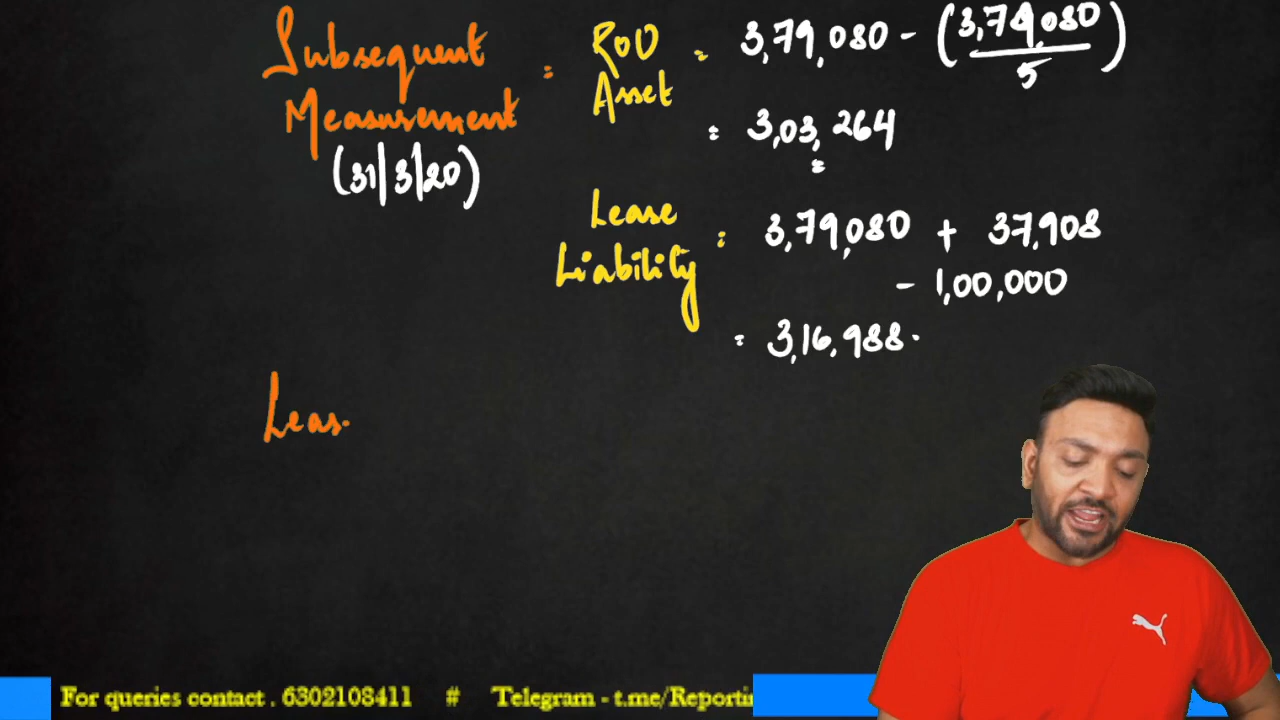 Subsequent Measurement (31/3/20) = ROU Asset = 3,79,080 - (3,79,080 / 5)
= 3,03,264
=
Lease Liability = 3,79,080 + 37,908
- 1,00,000
= 3,16,988.
Leas.
For queries contact . 6302108411 # Telegram - t.me/Reportin